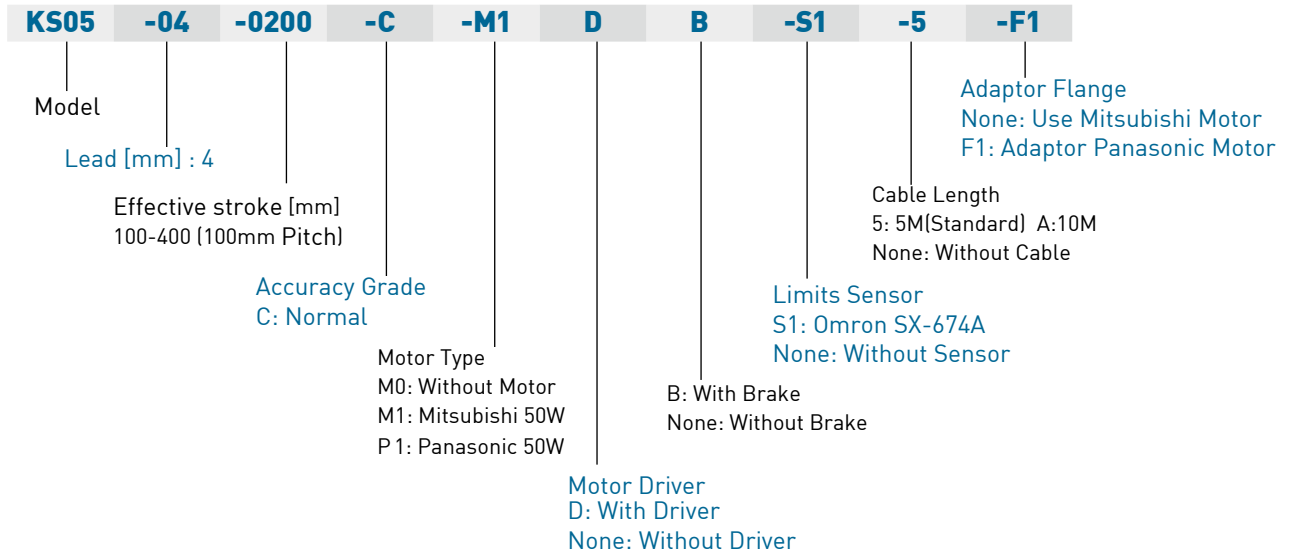 KS05 -04 -0200 -C -M1 D B -S1 -5 -F1
Model
Lead [mm] : 4
Effective stroke [mm]
100-400 (100mm Pitch)
Accuracy Grade
C: Normal
Motor Type
M0: Without Motor
M1: Mitsubishi 50W
P1: Panasonic 50W
Motor Driver
D: With Driver
None: Without Driver
B: With Brake
None: Without Brake
Limits Sensor
S1: Omron SX-674A
None: Without Sensor
Cable Length
5: 5M(Standard) A:10M
None: Without Cable
Adaptor Flange
None: Use Mitsubishi Motor
F1: Adaptor Panasonic Motor